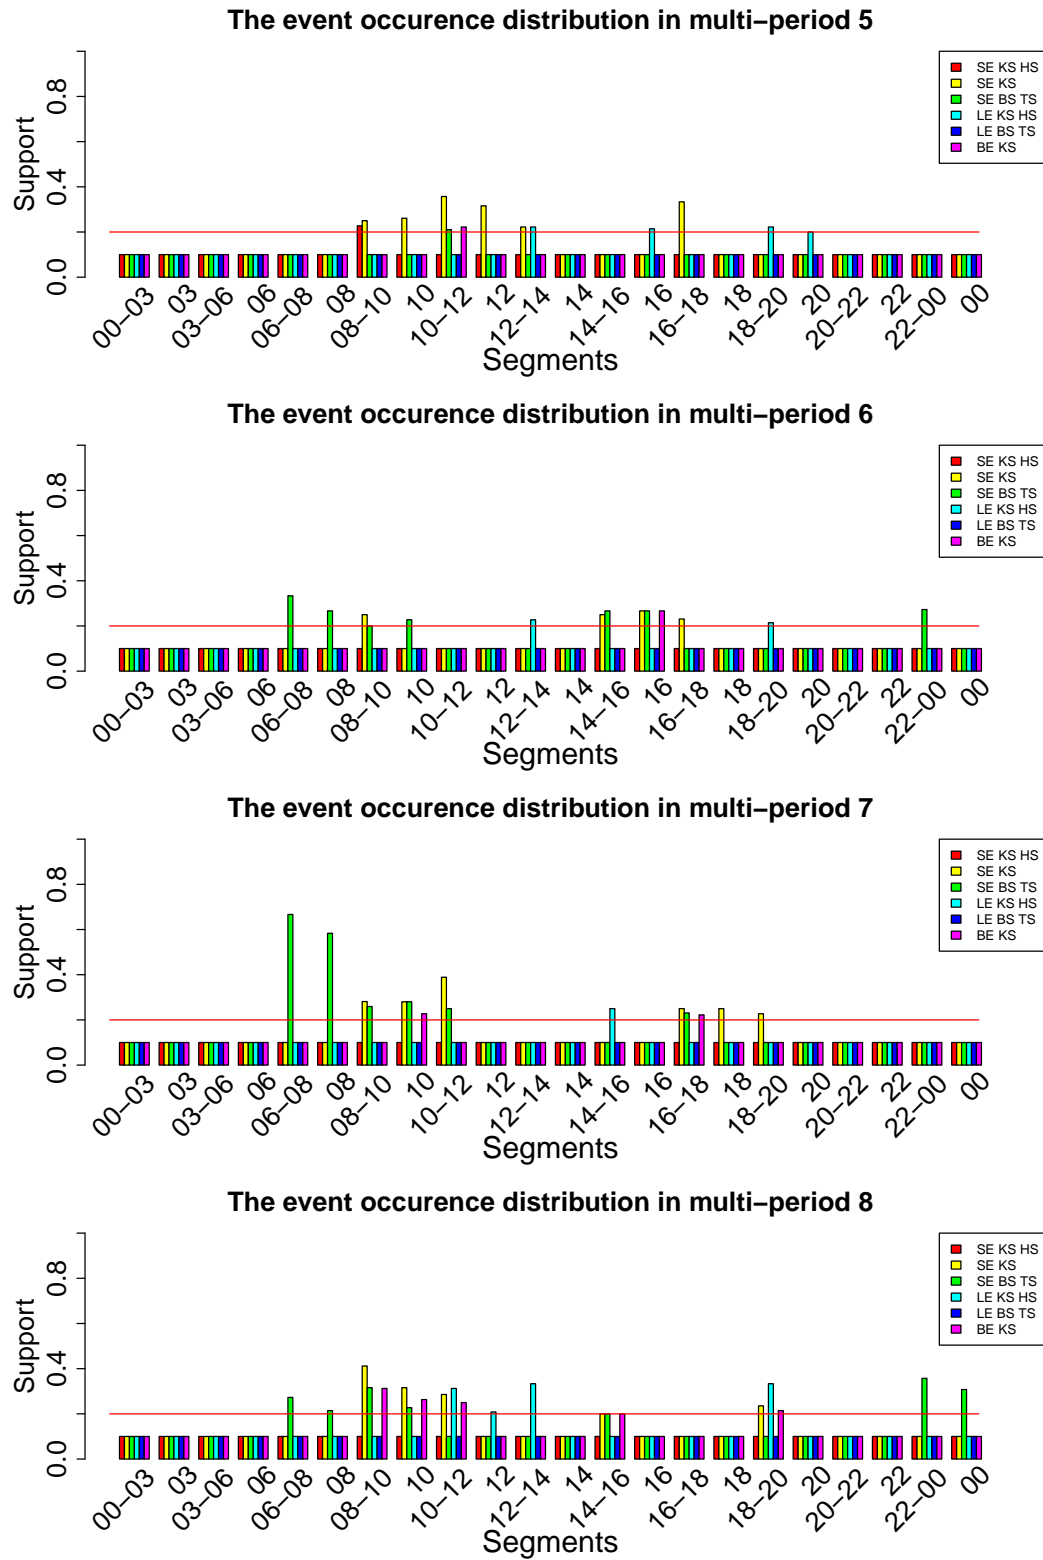 The event occurence distribution in multi−period 5
SE KS HS
SE KS
SE BS TS
LE KS HS
LE BS TS
BE KS
Support
0.0 0.4 0.8
00−03 03 03−06 06 06−08 08 08−10 10 10−12 12 12−14 14 14−16 16 16−18 18 18−20 20 20−22 22 22−00 00
Segments
The event occurence distribution in multi−period 6
SE KS HS
SE KS
SE BS TS
LE KS HS
LE BS TS
BE KS
Support
0.0 0.4 0.8
00−03 03 03−06 06 06−08 08 08−10 10 10−12 12 12−14 14 14−16 16 16−18 18 18−20 20 20−22 22 22−00 00
Segments
The event occurence distribution in multi−period 7
SE KS HS
SE KS
SE BS TS
LE KS HS
LE BS TS
BE KS
Support
0.0 0.4 0.8
00−03 03 03−06 06 06−08 08 08−10 10 10−12 12 12−14 14 14−16 16 16−18 18 18−20 20 20−22 22 22−00 00
Segments
The event occurence distribution in multi−period 8
SE KS HS
SE KS
SE BS TS
LE KS HS
LE BS TS
BE KS
Support
0.0 0.4 0.8
00−03 03 03−06 06 06−08 08 08−10 10 10−12 12 12−14 14 14−16 16 16−18 18 18−20 20 20−22 22 22−00 00
Segments